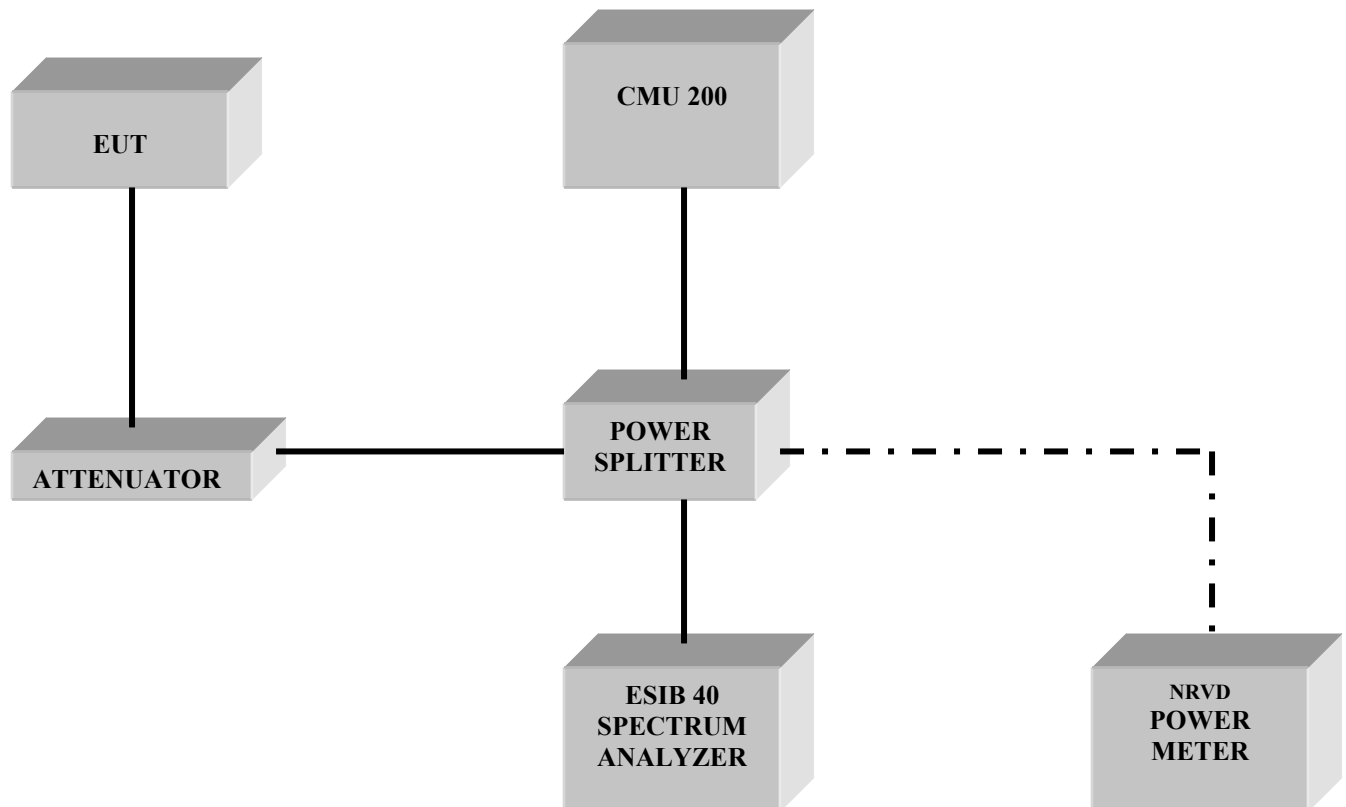 EUT
CMU 200
ATTENUATOR
POWER
SPLITTER
ESIB 40
SPECTRUM
ANALYZER
NRVD
POWER
METER